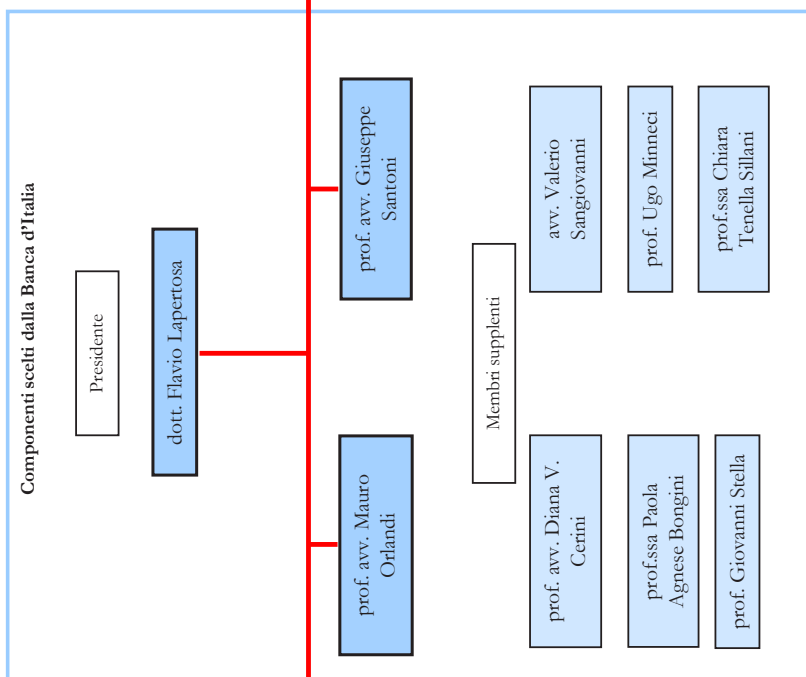 Componenti scelti dalla Banca d'Italia
Presidente
dott. Flavio Lapertosa
prof. avv. Mauro
Orlandi
prof. avv. Giuseppe
Santoni
Membri supplenti
prof. avv. Diana V.
Cerini
avv. Valerio
Sangiovanni
prof.ssa Paola
Agnese Bongini
prof. Ugo Minneci
prof. Giovanni Stella
prof.ssa Chiara
Tenella Sillani